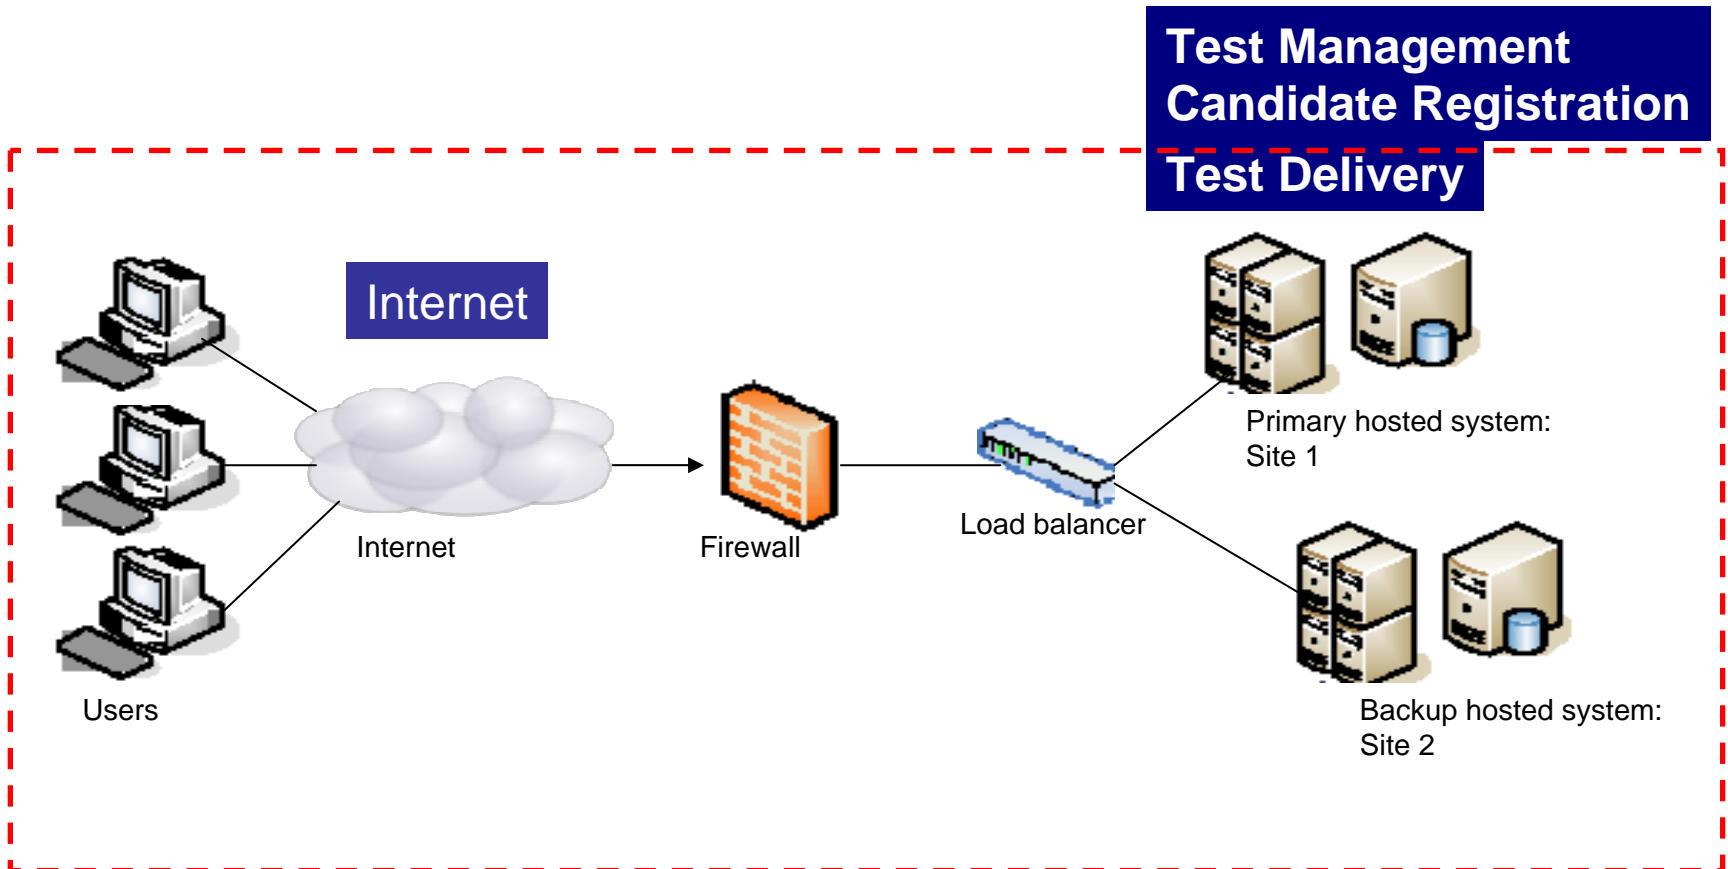 Test Management
Candidate Registration
Test Delivery
Internet
Primary hosted system:
Site 1
Load balancer
Internet
Firewall
Users
Backup hosted system:
Site 2